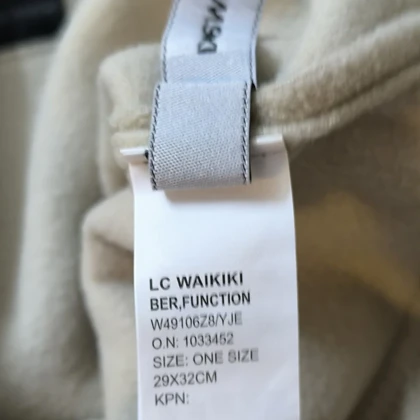 LC WAIKIKI
BER,FUNCTION
W49106Z8/YJE
O.N: 1033452
SIZE: ONE SIZE
29X32CM
KPN: